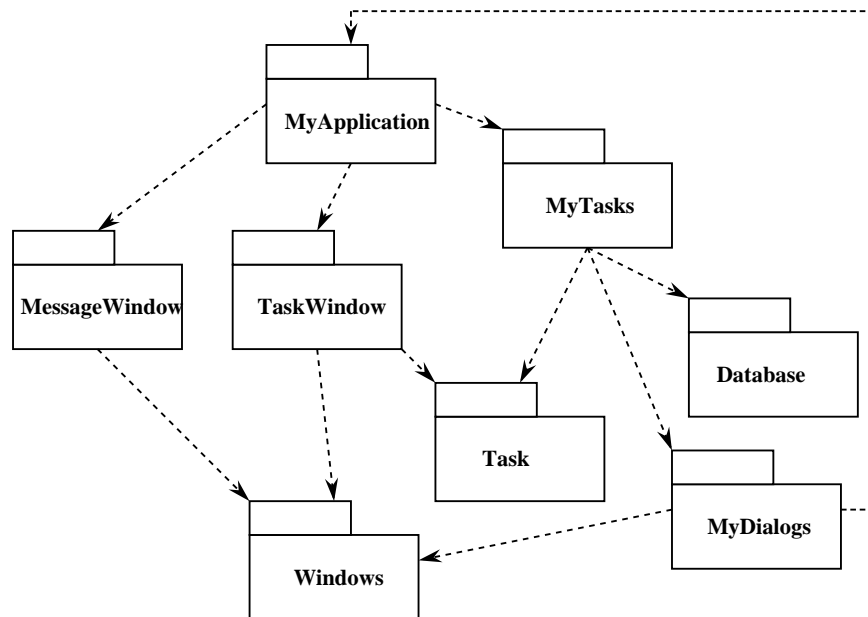 MyApplication
MyTasks
MessageWindow
TaskWindow
Database
Task
MyDialogs
Windows